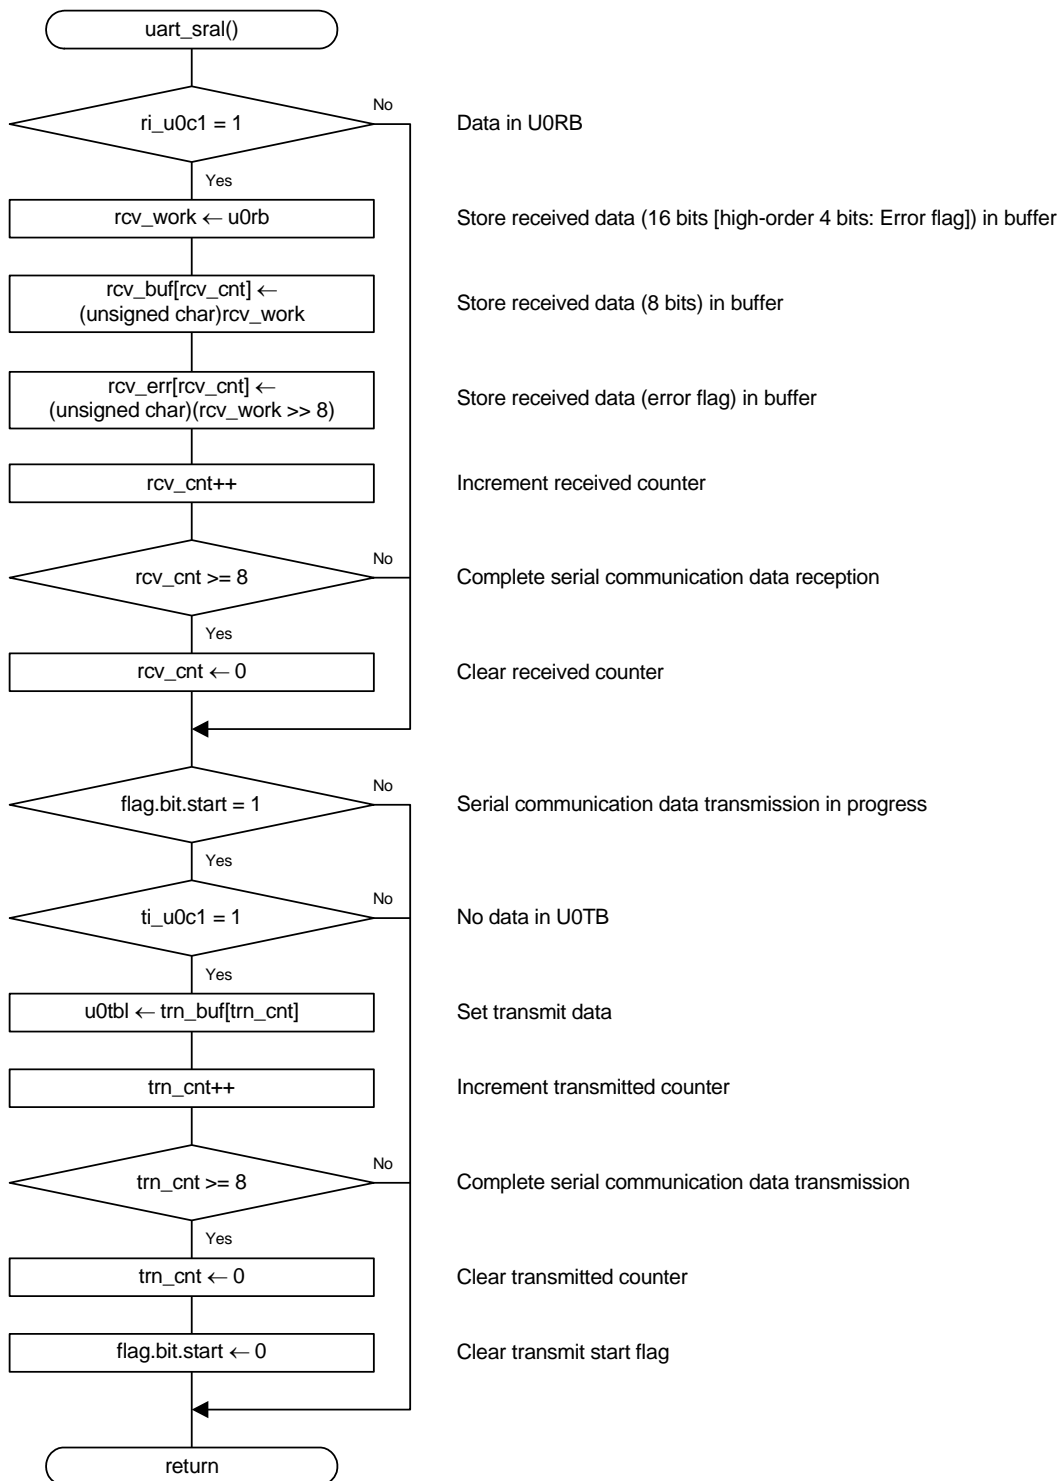 uart_sral()
No
ri_u0c1 = 1
Data in U0RB
Yes
rcv_work ← u0rb
Store received data (16 bits [high-order 4 bits: Error flag]) in buffer
rcv_buf[rcv_cnt] ←
(unsigned char)rcv_work
Store received data (8 bits) in buffer
rcv_err[rcv_cnt] ←
(unsigned char)(rcv_work >> 8)
Store received data (error flag) in buffer
rcv_cnt++
Increment received counter
No
rcv_cnt >= 8
Complete serial communication data reception
Yes
rcv_cnt ← 0
Clear received counter
No
flag.bit.start = 1
Serial communication data transmission in progress
Yes
No
ti_u0c1 = 1
No data in U0TB
Yes
u0tbl ← trn_buf[trn_cnt]
Set transmit data
trn_cnt++
Increment transmitted counter
No
trn_cnt >= 8
Complete serial communication data transmission
Yes
trn_cnt ← 0
Clear transmitted counter
flag.bit.start ← 0
Clear transmit start flag
return